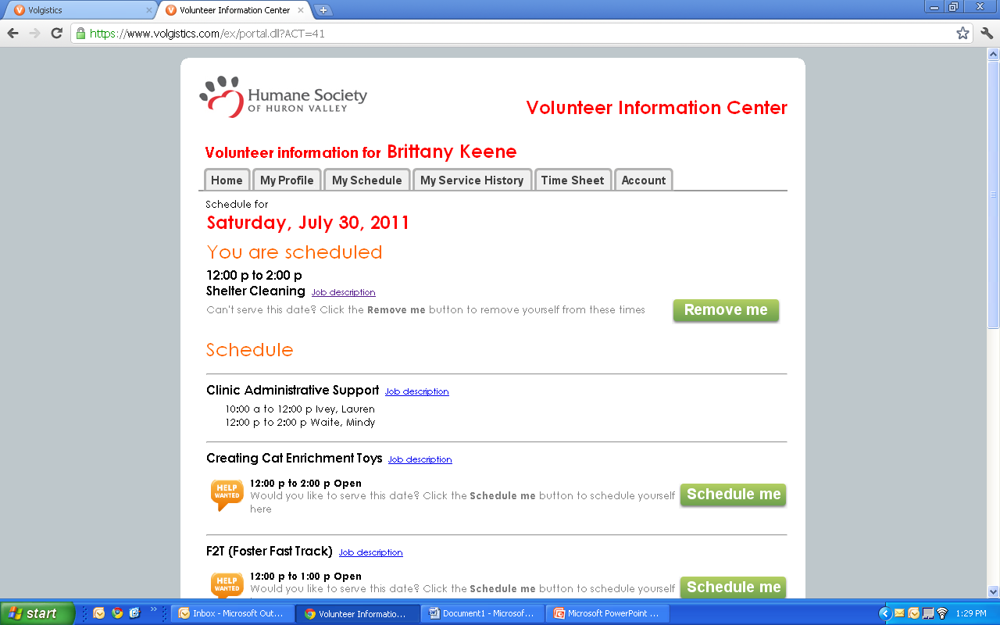 Volgistics
Volunteer Information Center
https://www.volgistics.com/ex/portal.dll?ACT=41
Humane Society
OF HURON VALLEY
Volunteer Information Center
Volunteer information for Brittany Keene
Home My Profile My Schedule My Service History Time Sheet Account
Schedule for
Saturday, July 30, 2011
You are scheduled
12:00 p to 2:00 p
Shelter Cleaning Job description
Can't serve this date? Click the Remove me button to remove yourself from these times
Remove me
Schedule
Clinic Administrative Support Job description
10:00 a to 12:00 p Ivey, Lauren
12:00 p to 2:00 p Waite, Mindy
Creating Cat Enrichment Toys Job description
HELP
WANTED
12:00 p to 2:00 p Open
Would you like to serve this date? Click the Schedule me button to schedule yourself
here
Schedule me
F2T (Foster Fast Track) Job description
HELP
WANTED
12:00 p to 1:00 p Open
Would you like to serve this date? Click the Schedule me button to schedule yourself
Schedule me
start
Inbox - Microsoft Out...
Volunteer Informatio...
Document1 - Microsof...
Microsoft PowerPoint ...
1:29 PM